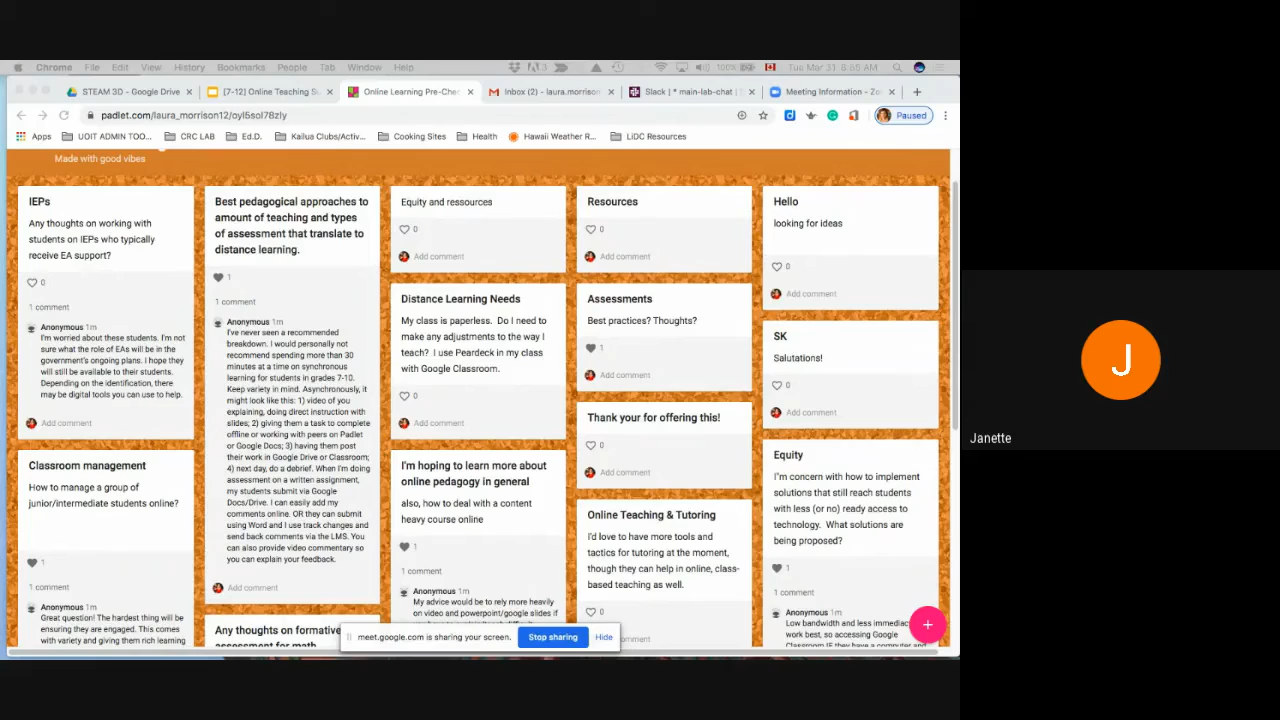 Chrome File Edit View History Bookmarks People Tab Window Help
3 100% Tue Mar 31
STEAM 3D - Google Drive
[7-12] Online Teaching Su
Online Learning Pre-Chec
Inbox (2) - laura.morrison
Slack | * main-lab-chat |
Meeting Information - Zo
padlet.com/laura_morrison12/oyl5sol78zly
Paused
Apps UOIT ADMIN TOO... CRC LAB Ed.D. Kailua Clubs/Activ... Cooking Sites Health Hawaii Weather R... LiDC Resources
Made with good vibes
IEPs
Any thoughts on working with
students on IEPs who typically
receive EA support?
0
1 comment
Anonymous 1m
I'm worried about these students. I'm not
sure what the role of EAs will be in the
government's ongoing plans. I hope they
will still be available to their students.
Depending on the identification, there
may be digital tools you can use to help.
Add comment
Classroom management
How to manage a group of
junior/intermediate students online?
1
1 comment
Anonymous 1m
Great question! The hardest thing will be
ensuring they are engaged. This comes
with variety and giving them rich learning
Best pedagogical approaches to
amount of teaching and types
of assessment that translate to
distance learning.
1
1 comment
Anonymous 1m
I've never seen a recommended
breakdown. I would personally not
recommend spending more than 30
minutes at a time on synchronous
learning for students in grades 7-10.
Keep variety in mind. Asynchronously, it
might look like this: 1) video of you
explaining, doing direct instruction with
slides; 2) giving them a task to complete
offline or working with peers on Padlet
or Google Docs; 3) having them post
their work in Google Drive or Classroom;
4) next day, do a debrief. When I'm doing
assessment on a written assignment,
my students submit via Google
Docs/Drive. I can easily add my
comments online. OR they can submit
using Word and I use track changes and
send back comments via the LMS. You
can also provide video commentary so
you can explain your feedback.
Add comment
Any thoughts on formative
assessment for math
Equity and ressources
0
Add comment
Distance Learning Needs
My class is paperless. Do I need to
make any adjustments to the way I
teach? I use Peardeck in my class
with Google Classroom.
0
Add comment
I'm hoping to learn more about
online pedagogy in general
also, how to deal with a content
heavy course online
1
1 comment
Anonymous 1m
My advice would be to rely more heavily
on video and powerpoint/google slides if
Resources
0
Add comment
Assessments
Best practices? Thoughts?
1
Add comment
Thank your for offering this!
0
Add comment
Online Teaching & Tutoring
I'd love to have more tools and
tactics for tutoring at the moment,
though they can help in online, class-
based teaching as well.
0
Hello
looking for ideas
0
Add comment
SK
Salutations!
0
Add comment
Equity
I'm concern with how to implement
solutions that still reach students
with less (or no) ready access to
technology. What solutions are
being proposed?
1
1 comment
Anonymous 1m
Low bandwidth and less immediac
work best, so accessing Google
Classroom IF they have a computer and
+
meet.google.com is sharing your screen. Stop sharing Hide
J
Janette